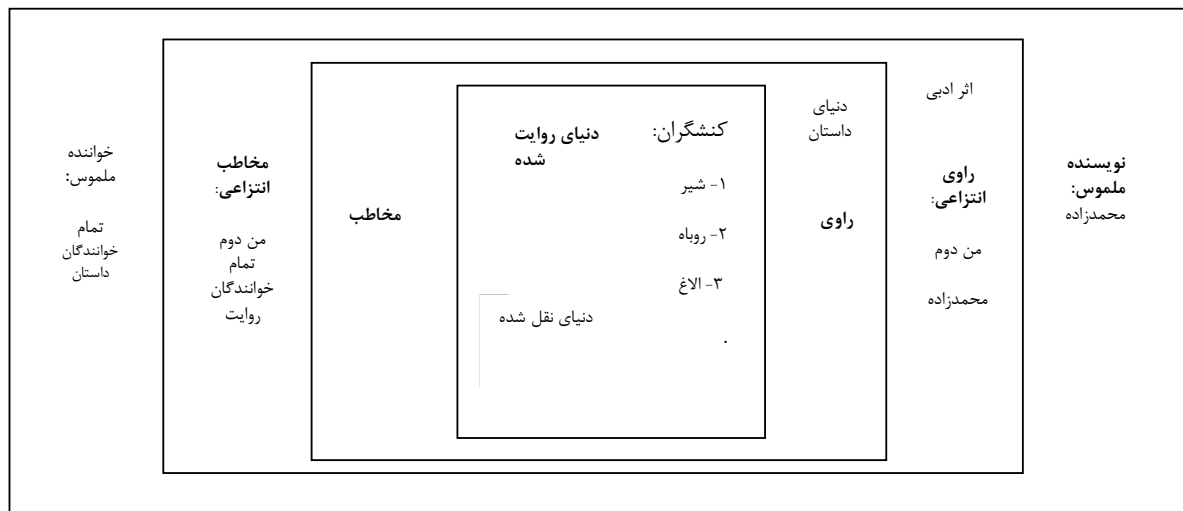 نویسنده
ملموس:
محمدزاده
اثر ادبی
راوی
انتزاعی:
من دوم
محمدزاده
دنیای
داستان
راوی
کنشگران:
۱- شیر
۲- روباه
۳- الاغ
.
دنیای روایت
شده
دنیای نقل شده
مخاطب
مخاطب
انتزاعی:
من دوم
تمام
خوانندگان
روایت
خواننده
ملموس:
تمام
خوانندگان
داستان